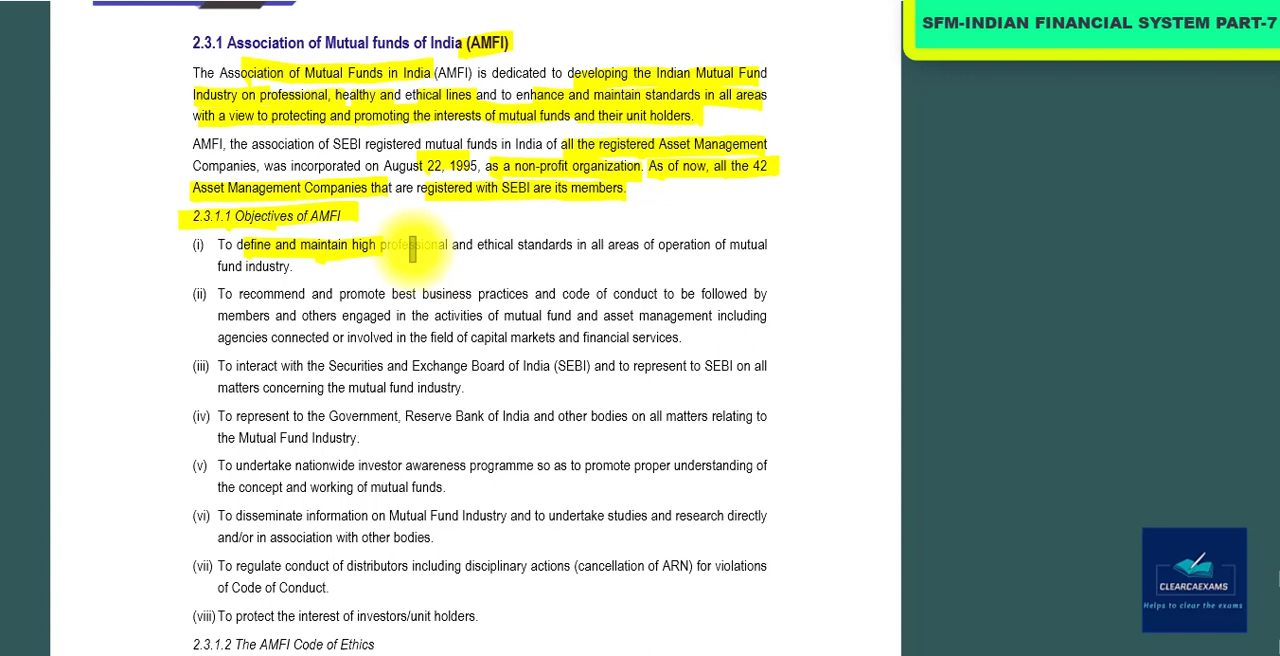 SFM-INDIAN FINANCIAL SYSTEM PART-7
2.3.1 Association of Mutual funds of India (AMFI)
The Association of Mutual Funds in India (AMFI) is dedicated to developing the Indian Mutual Fund
Industry on professional, healthy and ethical lines and to enhance and maintain standards in all areas
with a view to protecting and promoting the interests of mutual funds and their unit holders.
AMFI, the association of SEBI registered mutual funds in India of all the registered Asset Management
Companies, was incorporated on August 22, 1995, as a non-profit organization. As of now, all the 42
Asset Management Companies that are registered with SEBI are its members.
2.3.1.1 Objectives of AMFI
(i) To define and maintain high professional and ethical standards in all areas of operation of mutual
fund industry.
(ii) To recommend and promote best business practices and code of conduct to be followed by
members and others engaged in the activities of mutual fund and asset management including
agencies connected or involved in the field of capital markets and financial services.
(iii) To interact with the Securities and Exchange Board of India (SEBI) and to represent to SEBI on all
matters concerning the mutual fund industry.
(iv) To represent to the Government, Reserve Bank of India and other bodies on all matters relating to
the Mutual Fund Industry.
(v) To undertake nationwide investor awareness programme so as to promote proper understanding of
the concept and working of mutual funds.
(vi) To disseminate information on Mutual Fund Industry and to undertake studies and research directly
and/or in association with other bodies.
(vii) To regulate conduct of distributors including disciplinary actions (cancellation of ARN) for violations
of Code of Conduct.
(viii) To protect the interest of investors/unit holders.
2.3.1.2 The AMFI Code of Ethics
CLEARCAEXAMS
Helps to clear the exams